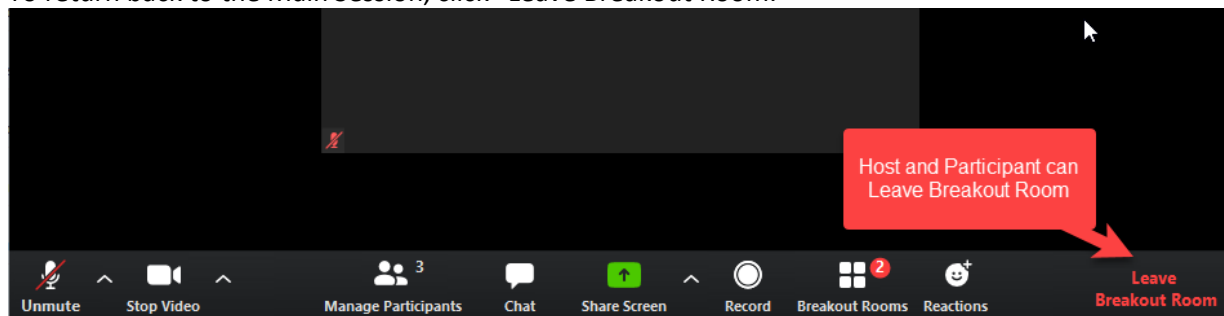 To return back to the main session, click "Leave Breakout Room."
Host and Participant can
Leave Breakout Room
3
2
Unmute Stop Video Manage Participants Chat Share Screen Record Breakout Rooms Reactions
Leave
Breakout Room